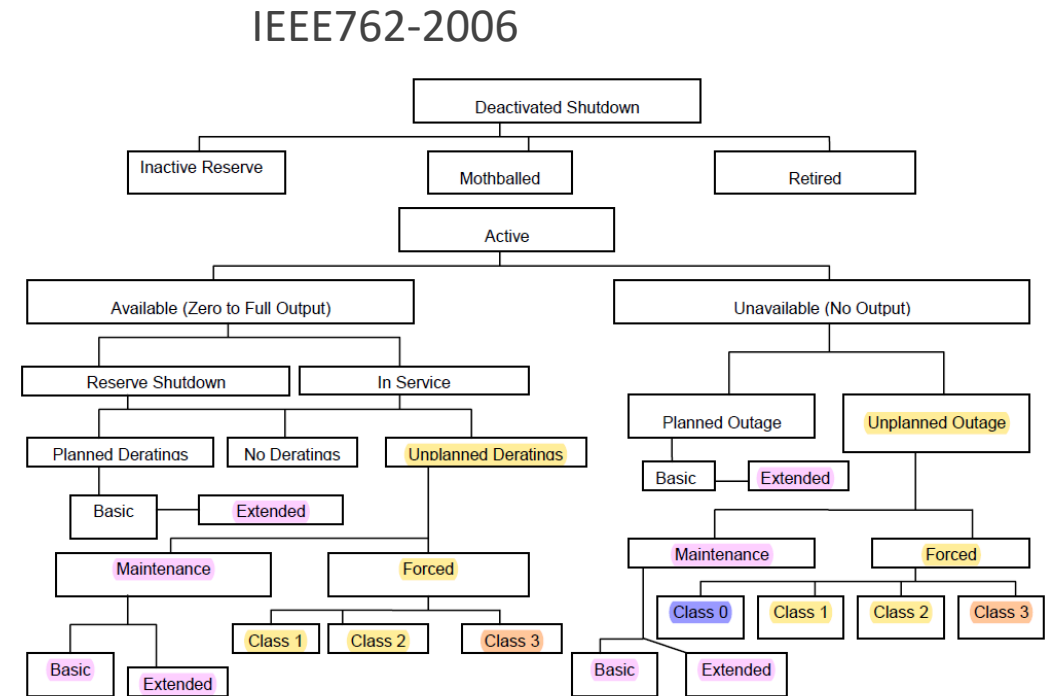 IEEE762-2006
Deactivated Shutdown
Inactive Reserve
Mothballed
Retired
Active
Available (Zero to Full Output)
Unavailable (No Output)
Reserve Shutdown
In Service
Planned Outage
Unplanned Outage
Planned Deratings
No Deratings
Unplanned Deratings
Basic
Extended
Basic
Extended
Maintenance
Forced
Maintenance
Forced
Class 0
Class 1
Class 2
Class 3
Class 1
Class 2
Class 3
Basic
Extended
Basic
Extended